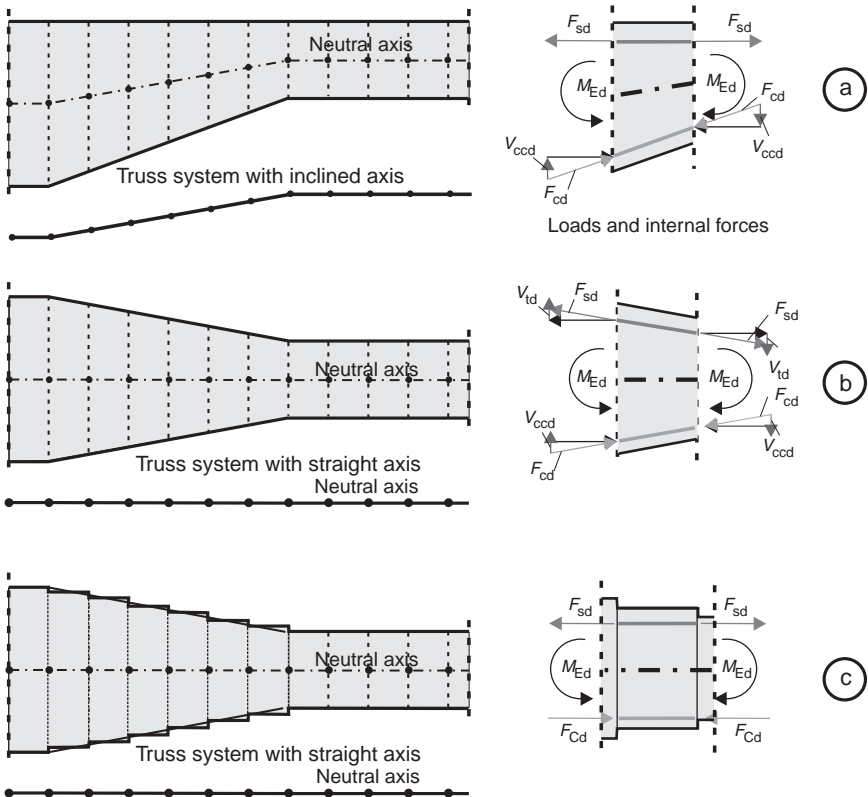 Neutral axis
Truss system with inclined axis
F_sd F_sd
M_Ed M_Ed
F_cd
V_ccd V_ccd
F_cd
Loads and internal forces
a
Neutral axis
Truss system with straight axis
Neutral axis
V_td F_sd
F_sd
V_td
M_Ed M_Ed
F_cd
V_ccd V_ccd
F_cd
b
Neutral axis
Truss system with straight axis
Neutral axis
F_sd F_sd
M_Ed M_Ed
F_Cd F_Cd
c